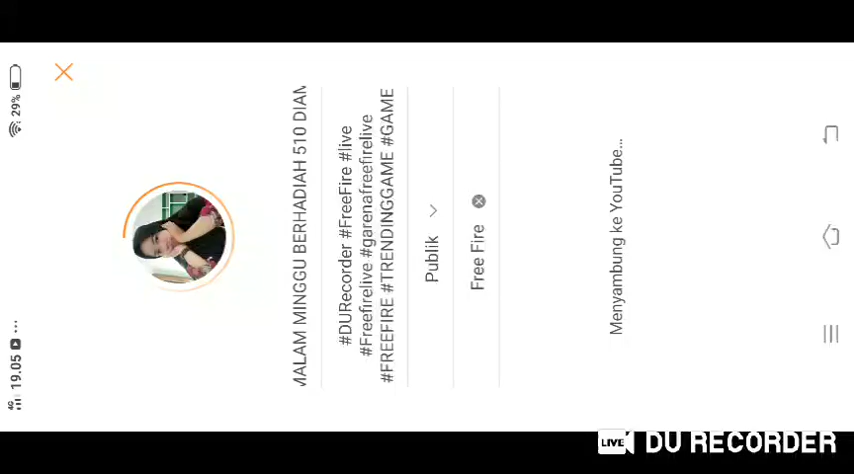 19.05
29%
MALAM MINGGU BERHADIAH 510 DIAM
#DURecorder #FreeFire #live
#Freefirelive #garenafreefirelive
#FREEFIRE #TRENDINGGAME #GAME
Publik
Free Fire
Menyambung ke YouTube...
LIVE DU RECORDER